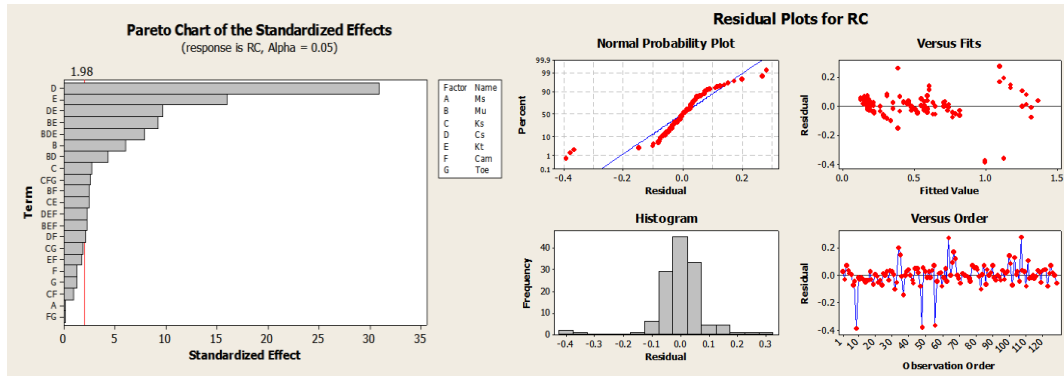 Pareto Chart of the Standardized Effects
(response is RC, Alpha = 0.05)
1.98
D
E
DE
BE
BDE
B
BD
C
CFG
BF
CE
DEF
BEF
DF
CG
EF
F
G
CF
A
FG
Term
0 5 10 15 20 25 30 35
Standardized Effect
Factor Name
A Ms
B Mu
C Ks
D Cs
E Kt
F Cam
G Toe
Residual Plots for RC
Normal Probability Plot
99.9
99
90
50
10
1
0.1
Percent
-0.4 -0.2 0.0 0.2
Residual
Versus Fits
0.2
0.0
-0.2
-0.4
Residual
0.0 0.5 1.0 1.5
Fitted Value
Histogram
40
30
20
10
0
Frequency
-0.4 -0.3 -0.2 -0.1 0.0 0.1 0.2 0.3
Residual
Versus Order
0.2
0.0
-0.2
-0.4
Residual
1 10 20 30 40 50 60 70 80 90 100 110 120
Observation Order